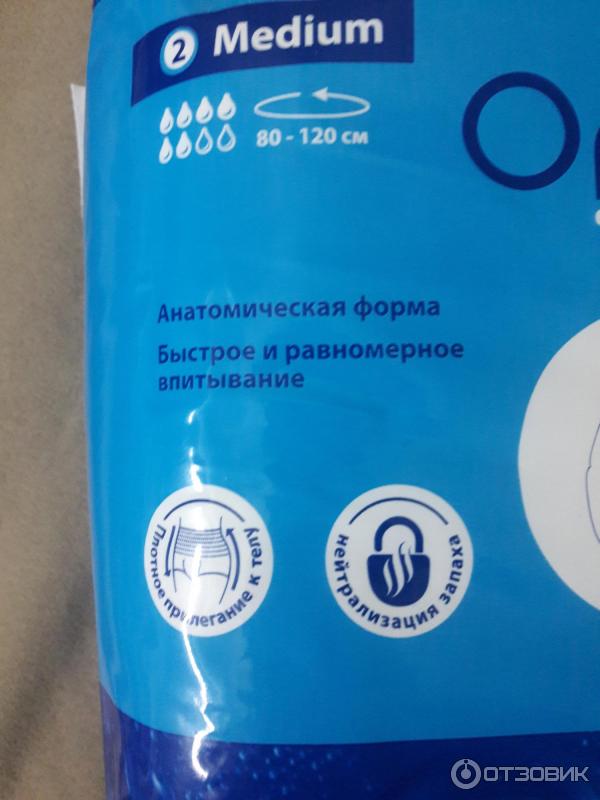 2 Medium
80 - 120 см
Анатомическая форма
Быстрое и равномерное
впитывание
Плотное прилегание к телу
нейтрализация запаха
ОТЗОВИК